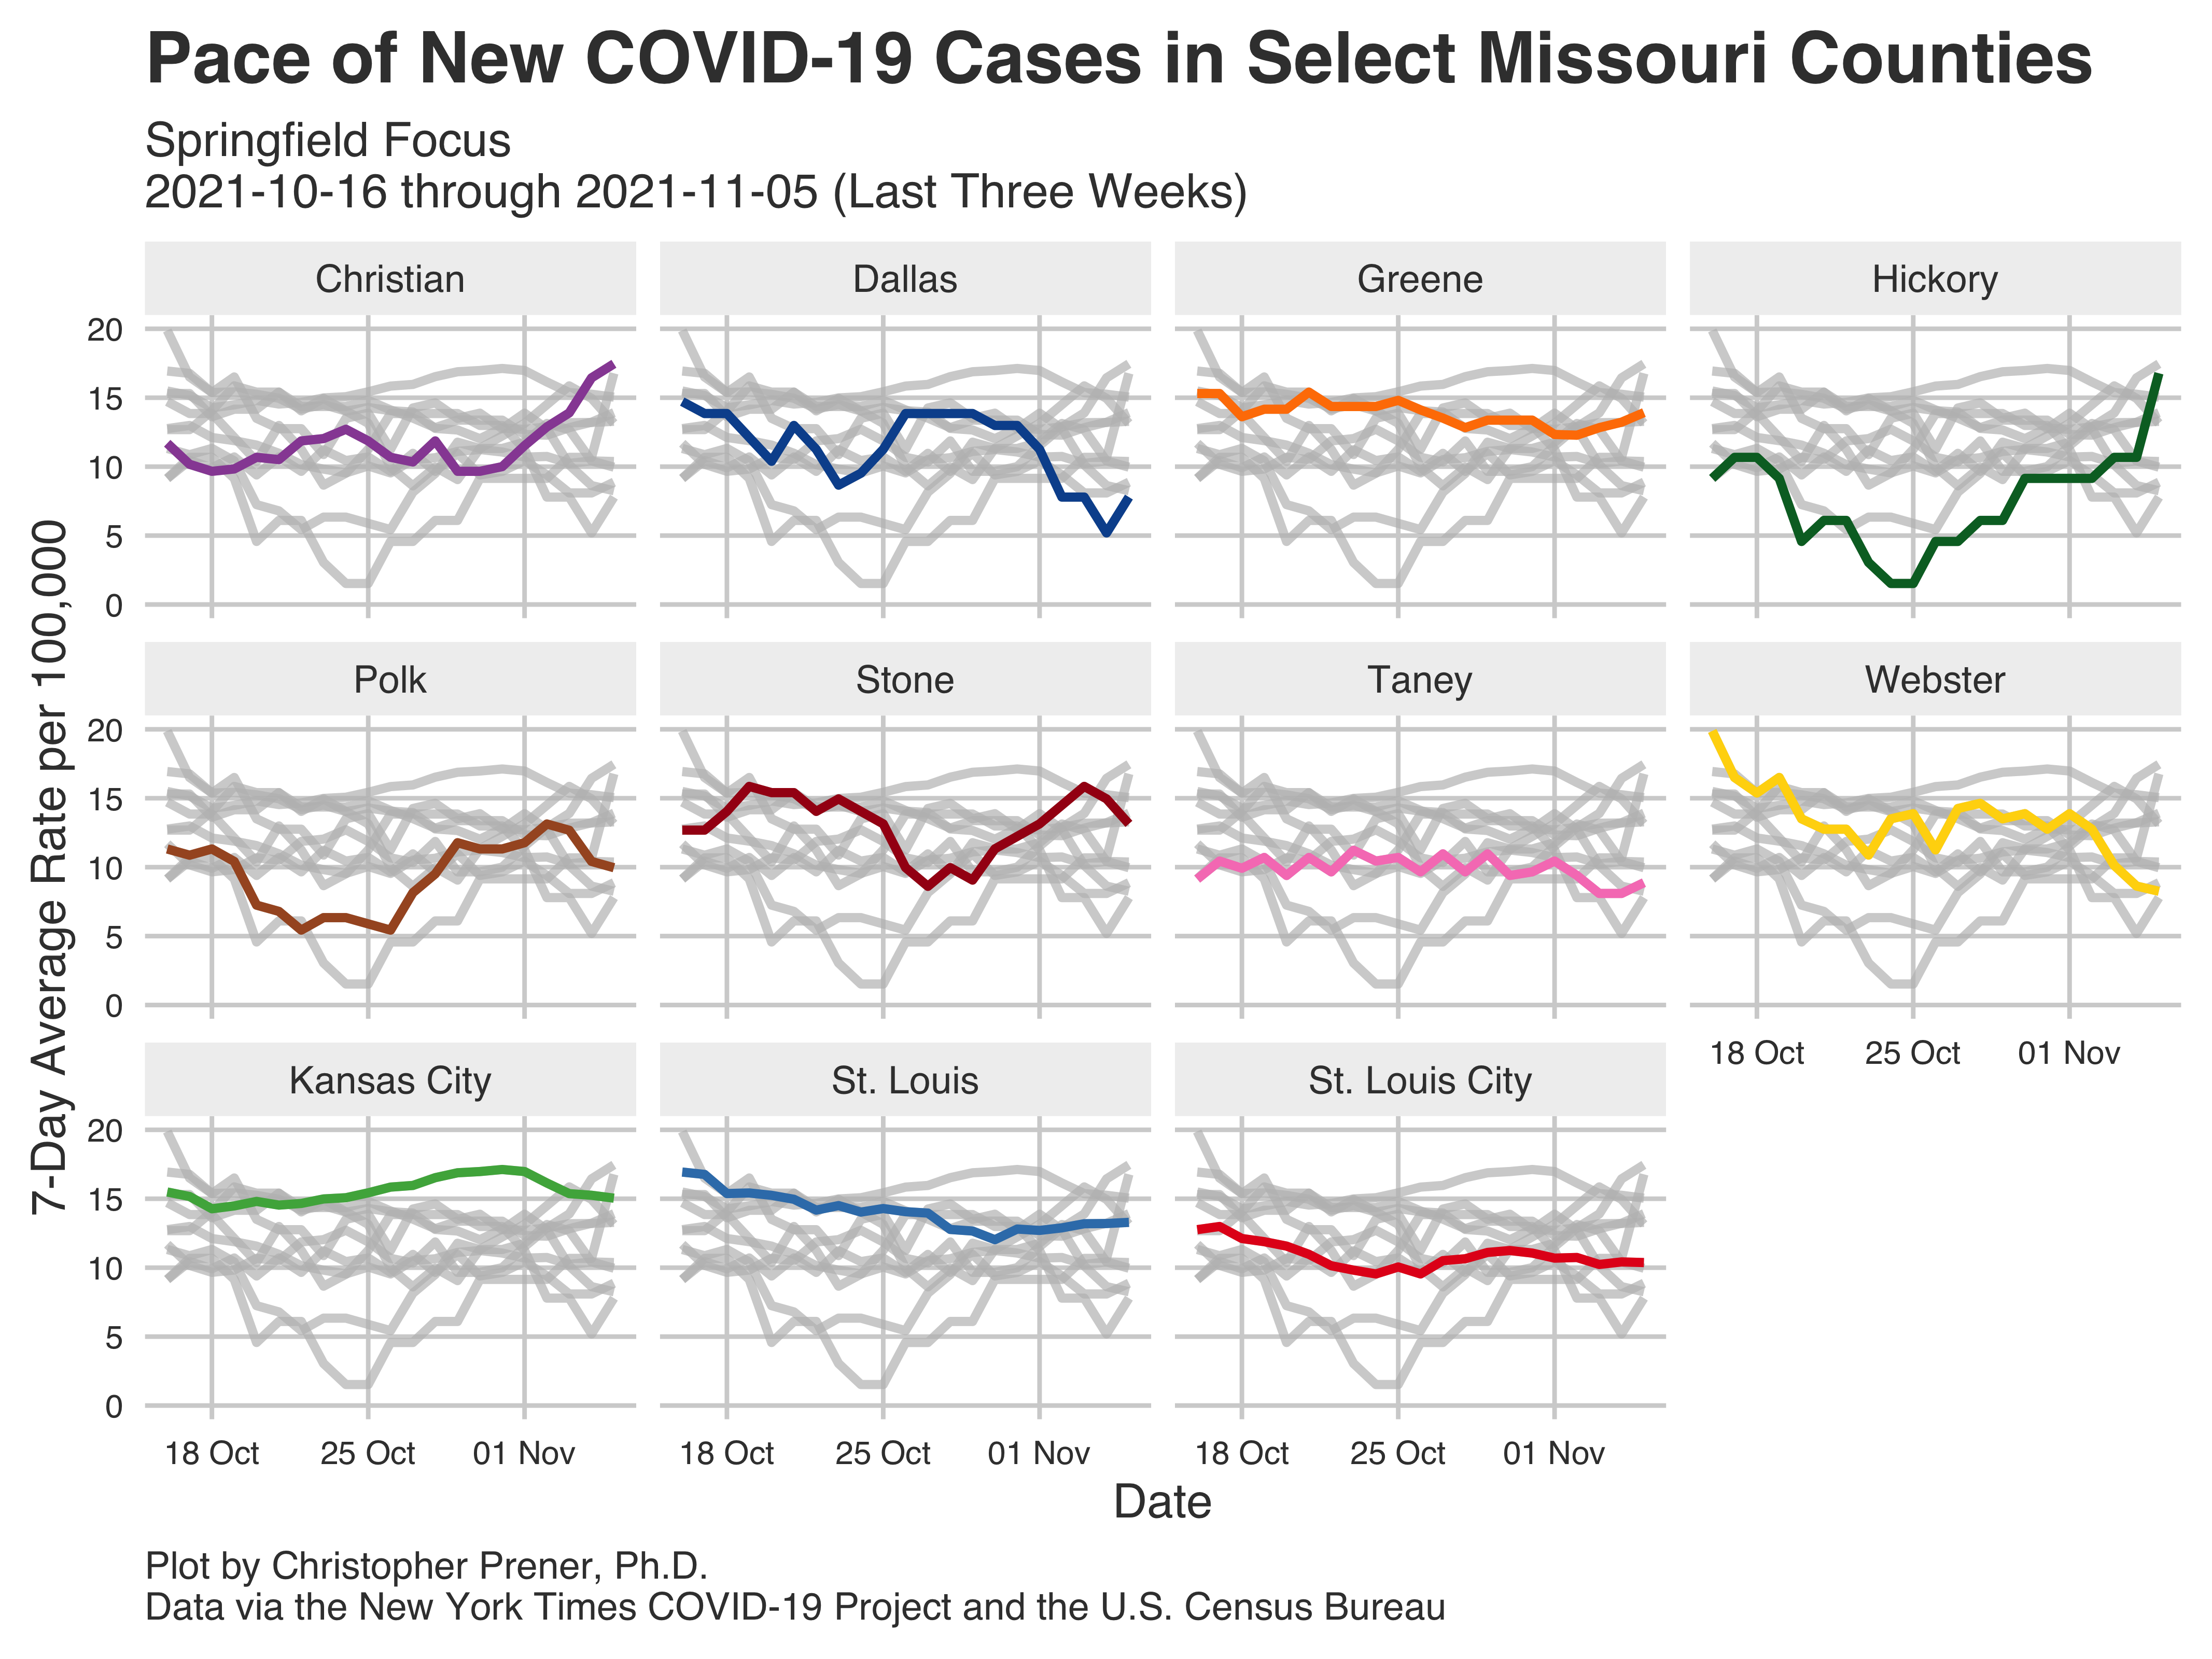 Pace of New COVID-19 Cases in Select Missouri Counties
Springfield Focus
2021-10-16 through 2021-11-05 (Last Three Weeks)
7-Day Average Rate per 100,000
Christian
Dallas
Greene
Hickory
20
15
10
5
0
Polk
Stone
Taney
Webster
20
15
10
5
0
18 Oct
25 Oct
01 Nov
Kansas City
St. Louis
St. Louis City
20
15
10
5
0
18 Oct
25 Oct
01 Nov
18 Oct
25 Oct
01 Nov
18 Oct
25 Oct
01 Nov
Date
Plot by Christopher Prener, Ph.D.
Data via the New York Times COVID-19 Project and the U.S. Census Bureau